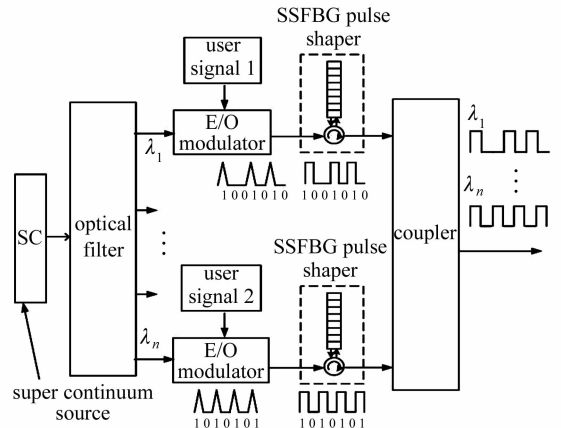 SSFBG pulse
shaper
user
signal 1
E/O
modulator
λ1
1 0 0 1 0 1 0
1 0 0 1 0 1 0
λ1
⋮
λn
SC
optical
filter
⋮
coupler
SSFBG pulse
shaper
user
signal 2
λn
E/O
modulator
1 0 1 0 1 0 1
1 0 1 0 1 0 1
super continuum
source